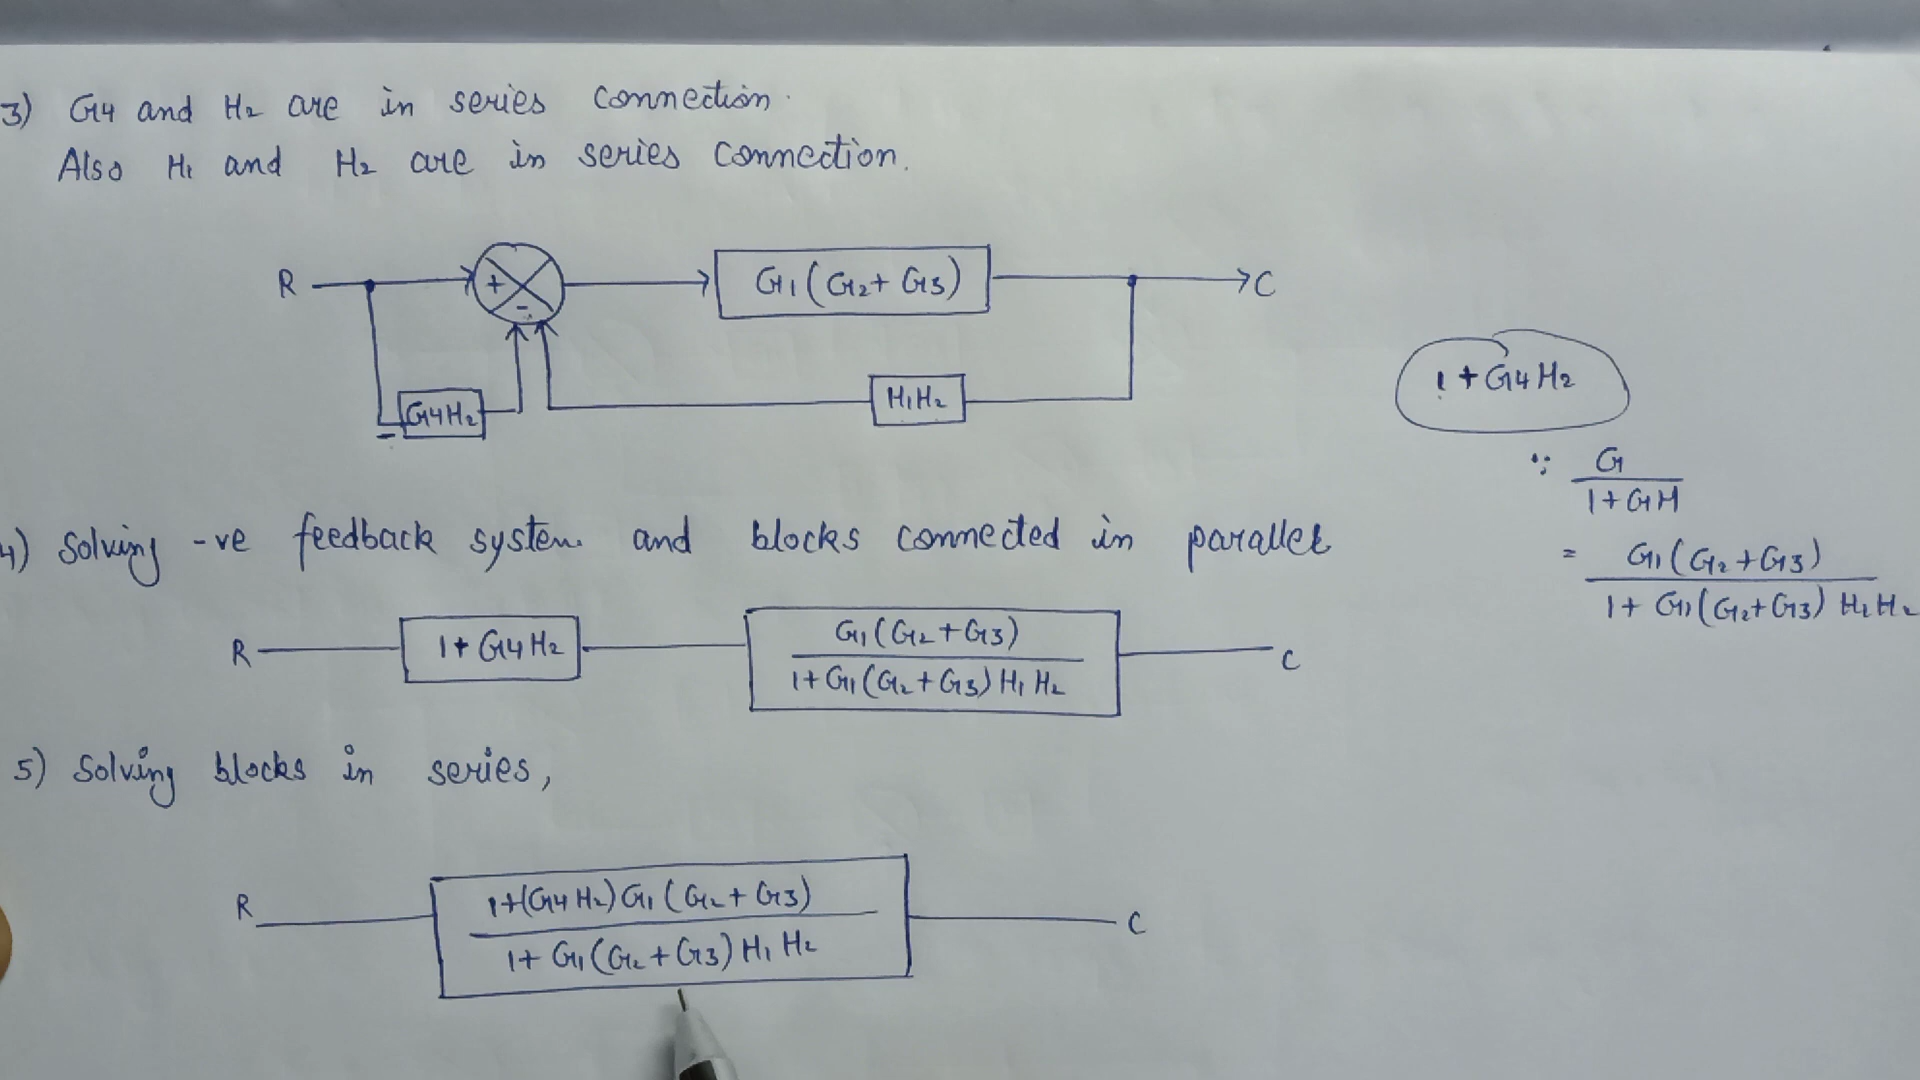 3) G4 and H2 are in series connection.
Also H1 and H2 are in series connection.
R + - G1(G2+G3) C
G4H2 H1H2
-
1+G4H2
∵ G
1+GH
= G1(G2+G3)
1+ G1(G2+G3) H1H2
4) Solving -ve feedback system and blocks connected in parallel
R 1+G4H2 G1(G2+G3) C
1+G1(G2+G3)H1H2
5) Solving blocks in series,
R 1+(G4H2)G1(G2+G3) C
1+G1(G2+G3)H1H2